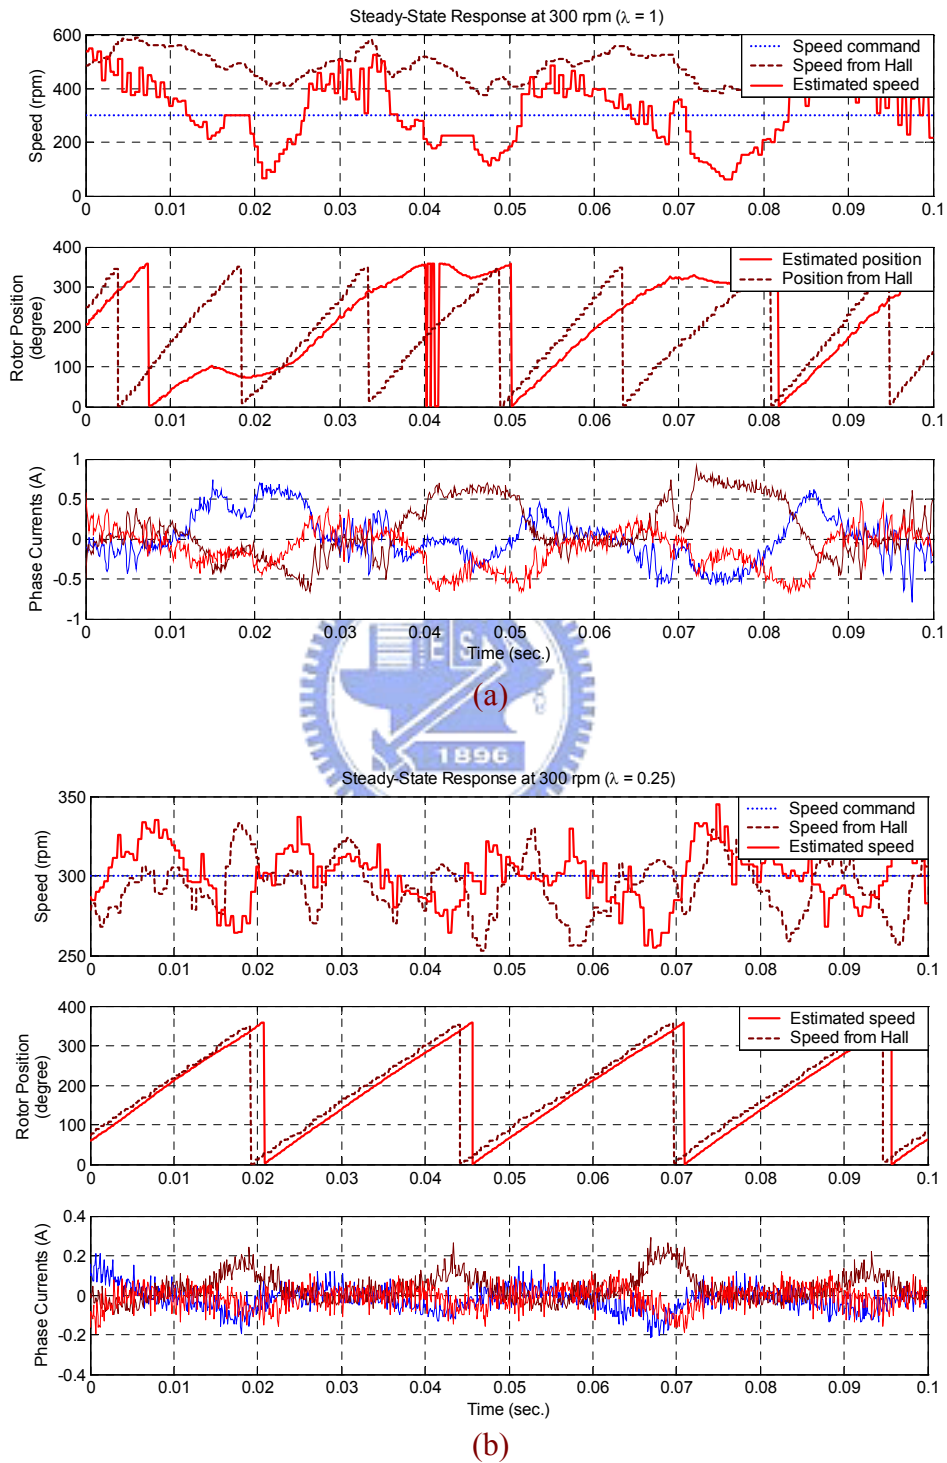 Steady-State Response at 300 rpm (λ = 1)
Speed (rpm)
600
400
200
0
Speed command
Speed from Hall
Estimated speed
0 0.01 0.02 0.03 0.04 0.05 0.06 0.07 0.08 0.09 0.1
Rotor Position
(degree)
400
300
200
100
0
Estimated position
Position from Hall
0 0.01 0.02 0.03 0.04 0.05 0.06 0.07 0.08 0.09 0.1
Phase Currents (A)
1
0.5
0
-0.5
-1
0 0.01 0.02 0.03 0.04 0.05 0.06 0.07 0.08 0.09 0.1
Time (sec.)
(a)
E S
1896
Steady-State Response at 300 rpm (λ = 0.25)
Speed (rpm)
350
300
250
Speed command
Speed from Hall
Estimated speed
0 0.01 0.02 0.03 0.04 0.05 0.06 0.07 0.08 0.09 0.1
Rotor Position
(degree)
400
300
200
100
0
Estimated speed
Speed from Hall
0 0.01 0.02 0.03 0.04 0.05 0.06 0.07 0.08 0.09 0.1
Phase Currents (A)
0.4
0.2
0
-0.2
-0.4
0 0.01 0.02 0.03 0.04 0.05 0.06 0.07 0.08 0.09 0.1
Time (sec.)
(b)